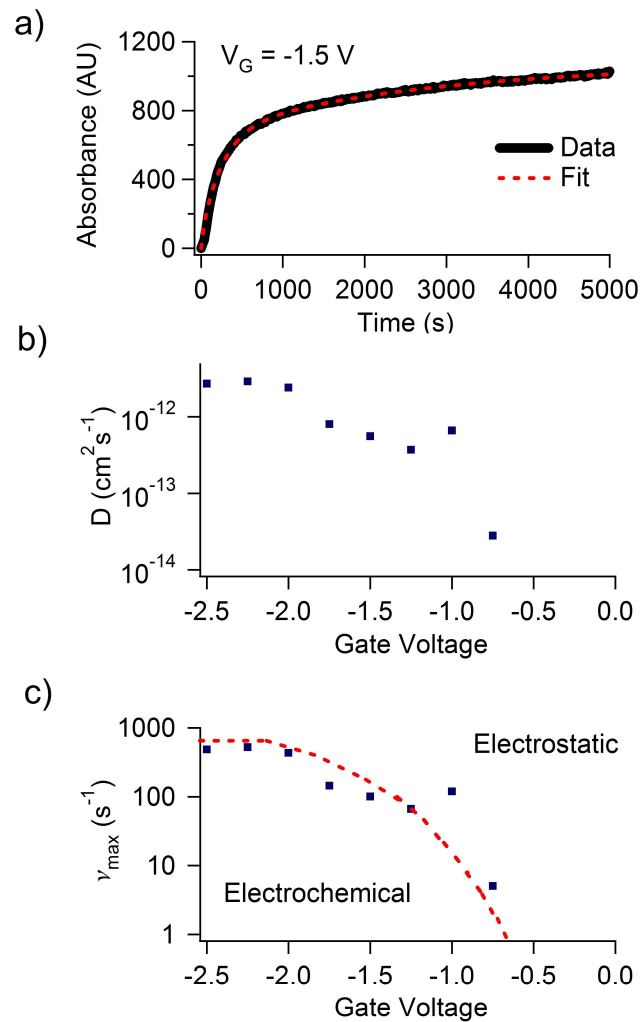 a)
1200
800
400
0
Absorbance (AU)
V_G = -1.5 V
Data
Fit
0 1000 2000 3000 4000 5000
Time (s)
b)
10^-12
10^-13
10^-14
D (cm^2 s^-1)
-2.5 -2.0 -1.5 -1.0 -0.5 0.0
Gate Voltage
c)
1000
100
10
1
ν_max (s^-1)
Electrostatic
Electrochemical
-2.5 -2.0 -1.5 -1.0 -0.5 0.0
Gate Voltage